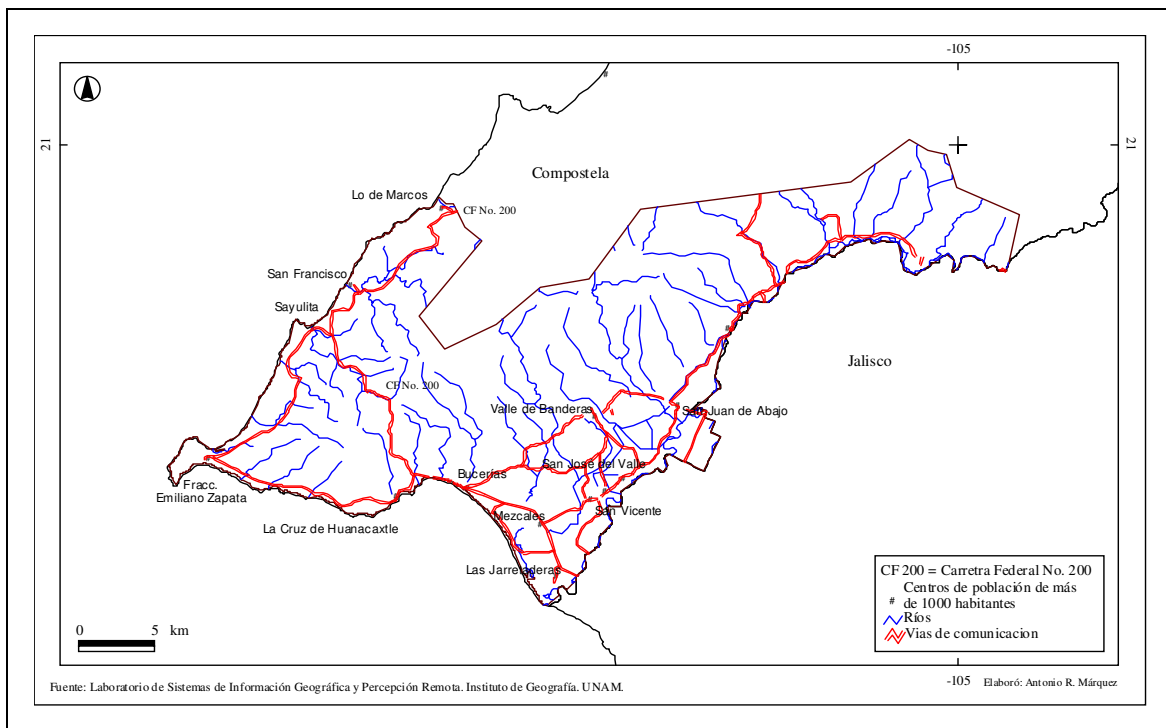 -105
21
21
Compostela
Lo de Marcos
CF No. 200
San Francisco
Sayulita
Jalisco
CF No. 200
Valle de Banderas
San Juan de Abajo
San José del Valle
Bucerías
Fracc.
Emiliano Zapata
Mezcales
San Vicente
La Cruz de Huanacaxtle
Las Jarretaderas
CF 200 = Carretra Federal No. 200
Centros de población de más
# de 1000 habitantes
Ríos
Vias de comunicacion
0 5 km
-105
Fuente: Laboratorio de Sistemas de Información Geográfica y Percepción Remota. Instituto de Geografía. UNAM.
Elaboró: Antonio R. Márquez